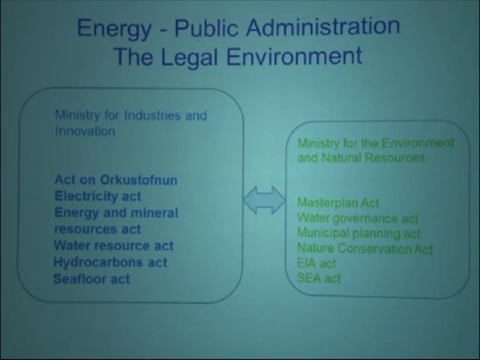 Energy - Public Administration
The Legal Environment
Ministry for Industries and
Innovation
Act on Orkustofnun
Electricity act
Energy and mineral
resources act
Water resource act
Hydrocarbons act
Seafloor act
Ministry for the Environment
and Natural Resources
Masterplan Act
Water governance act
Municipal planning act
Nature Conservation Act
EIA act
SEA act